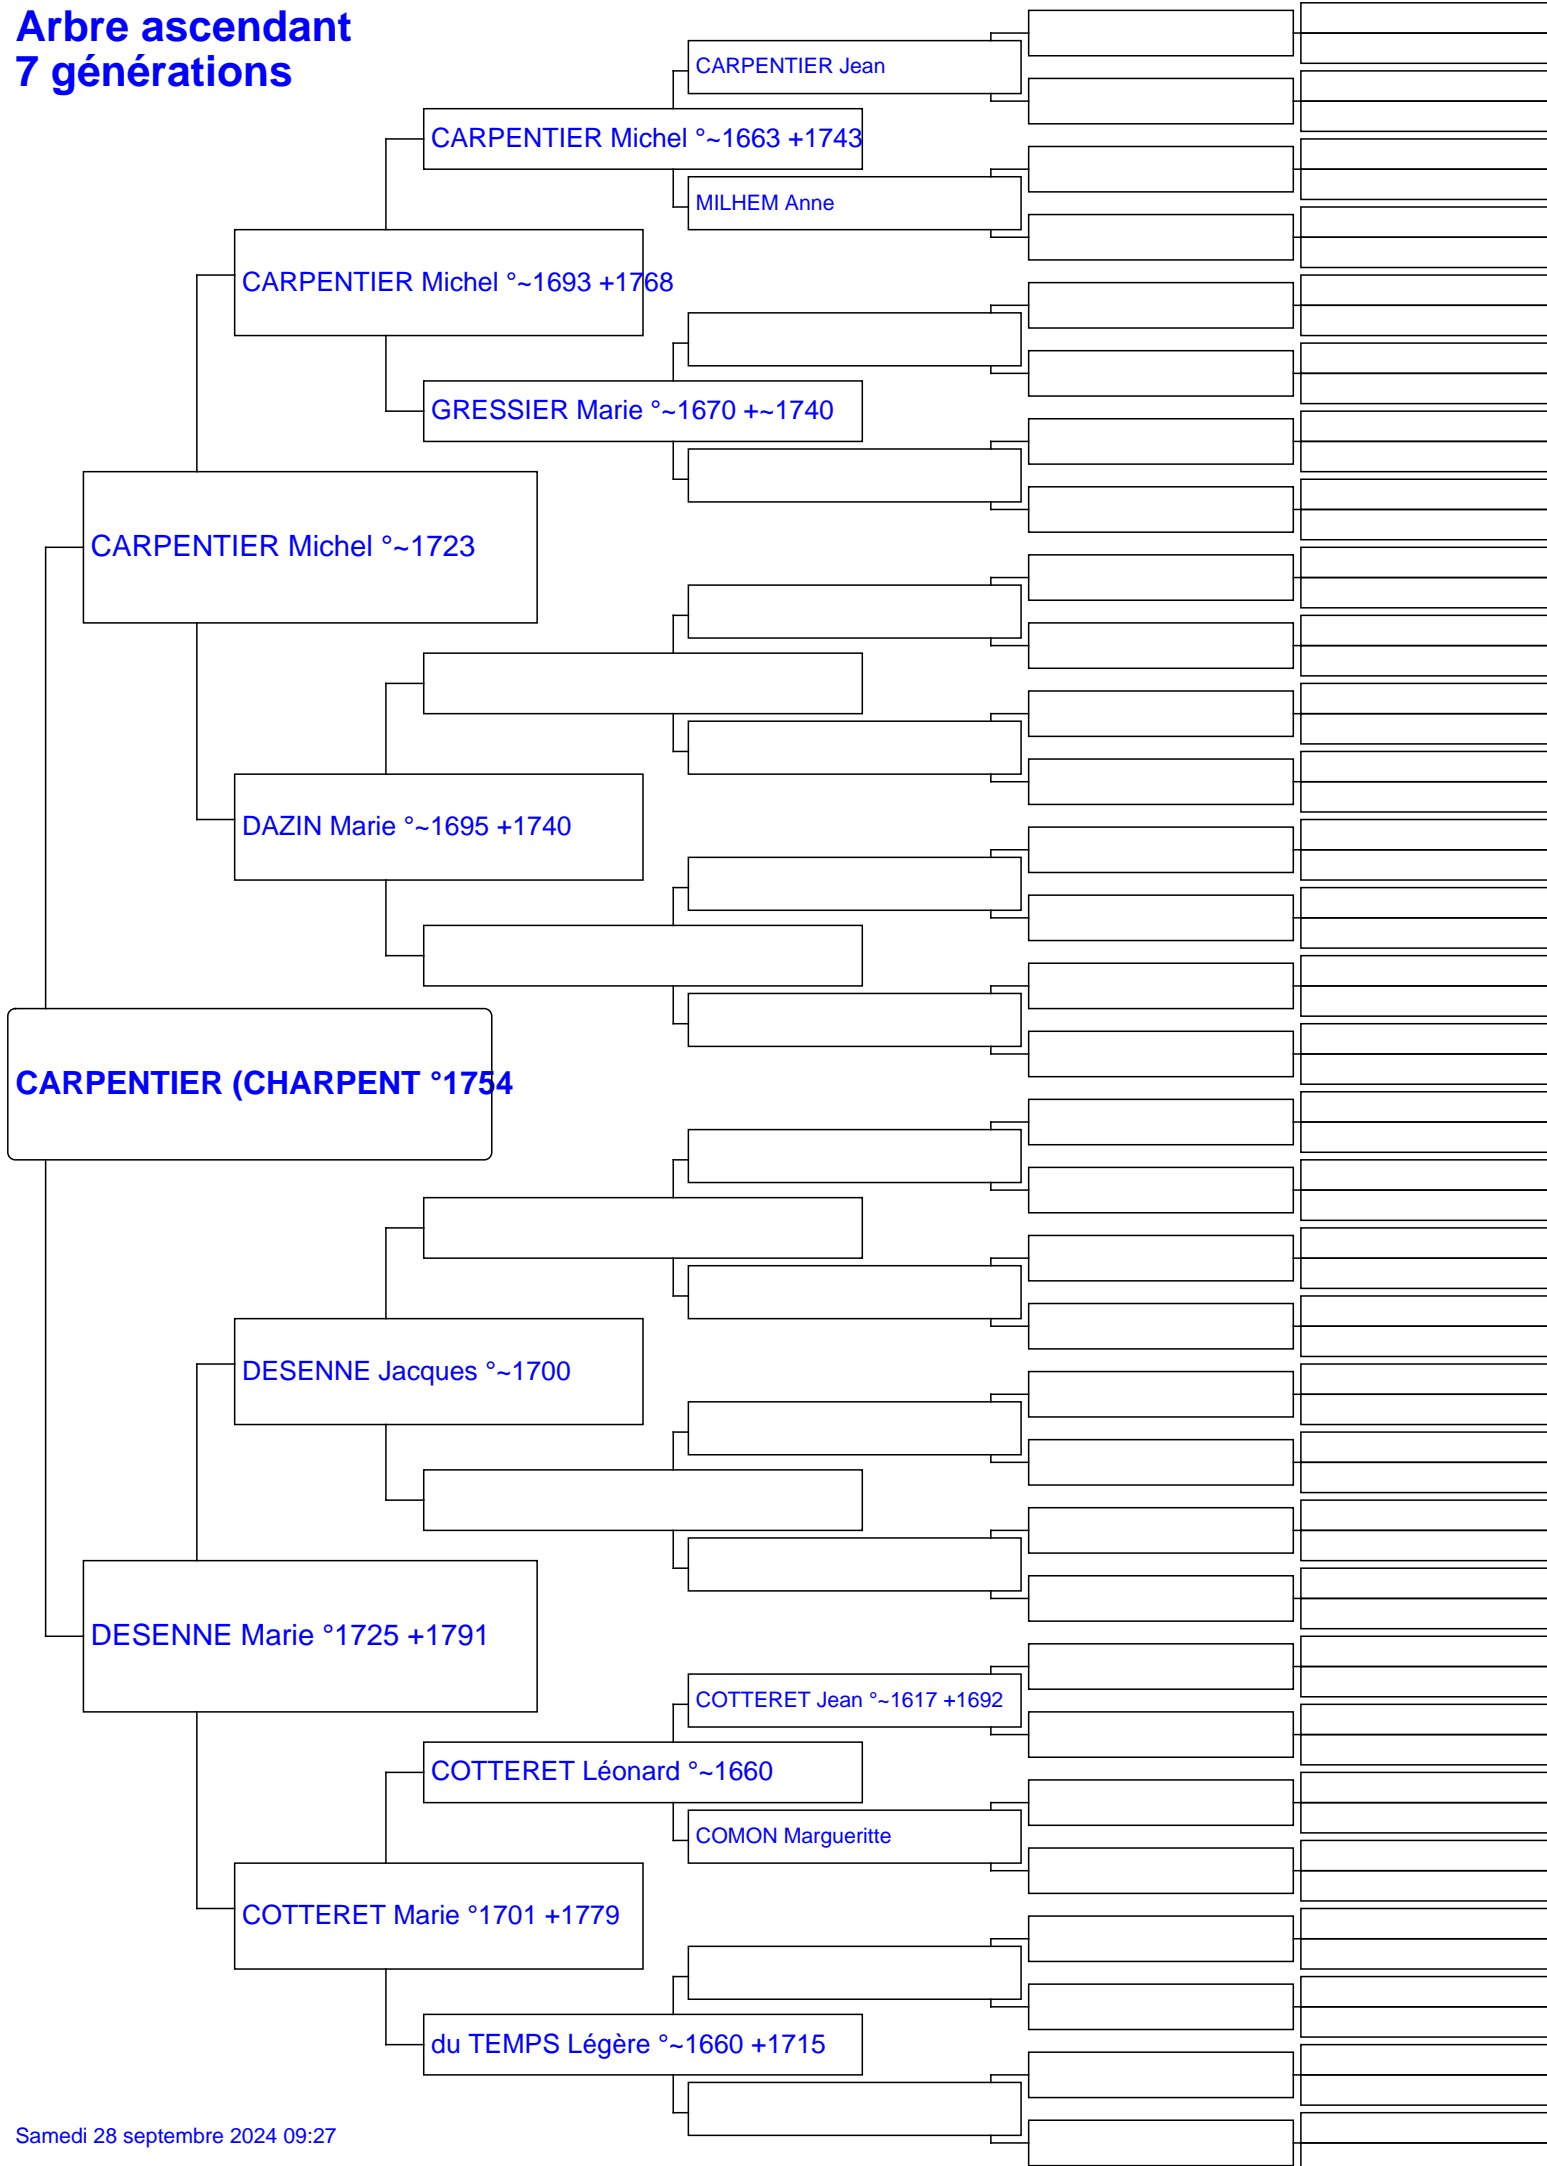 Arbre ascendant
7 générations
CARPENTIER Jean
CARPENTIER Michel °~1663 +1743
MILHEM Anne
CARPENTIER Michel °~1693 +1768
GRESSIER Marie °~1670 +~1740
CARPENTIER Michel °~1723
DAZIN Marie °~1695 +1740
CARPENTIER (CHARPENT °1754
DESENNE Jacques °~1700
DESENNE Marie °1725 +1791
COTTERET Jean °~1617 +1692
COTTERET Léonard °~1660
COMON Margueritte
COTTERET Marie °1701 +1779
du TEMPS Légère °~1660 +1715
Samedi 28 septembre 2024 09:27